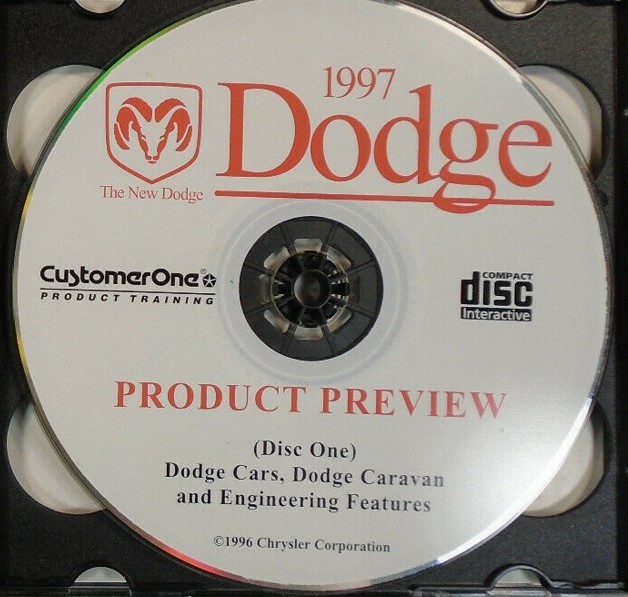 1997
Dodge
The New Dodge
CustomerOne®
PRODUCT TRAINING
COMPACT
disc
Interactive
PRODUCT PREVIEW
(Disc One)
Dodge Cars, Dodge Caravan
and Engineering Features
©1996 Chrysler Corporation